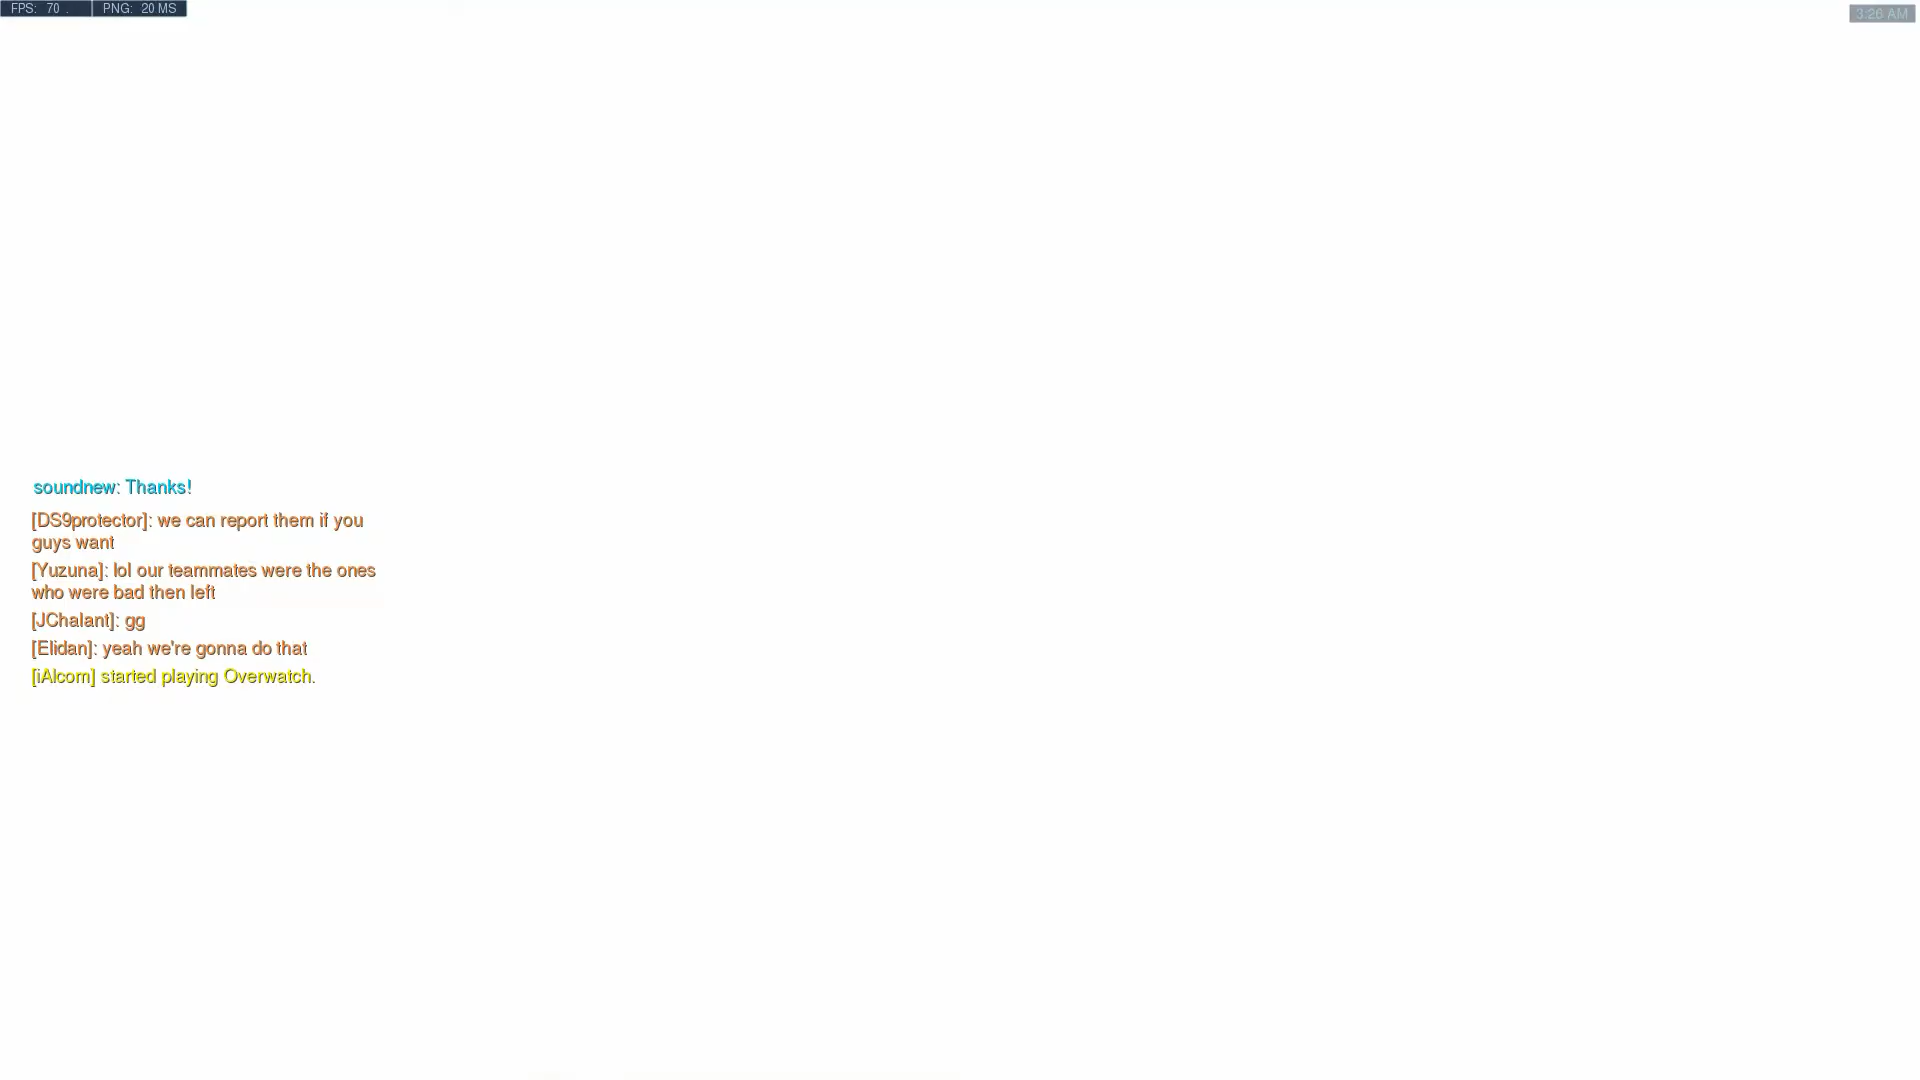 FPS: 70 . PNG: 20 MS
3:26 AM
soundnew: Thanks!
[DS9protector]: we can report them if you
guys want
[Yuzuna]: lol our teammates were the ones
who were bad then left
[JChalant]: gg
[Elidan]: yeah we're gonna do that
[iAlcom] started playing Overwatch.